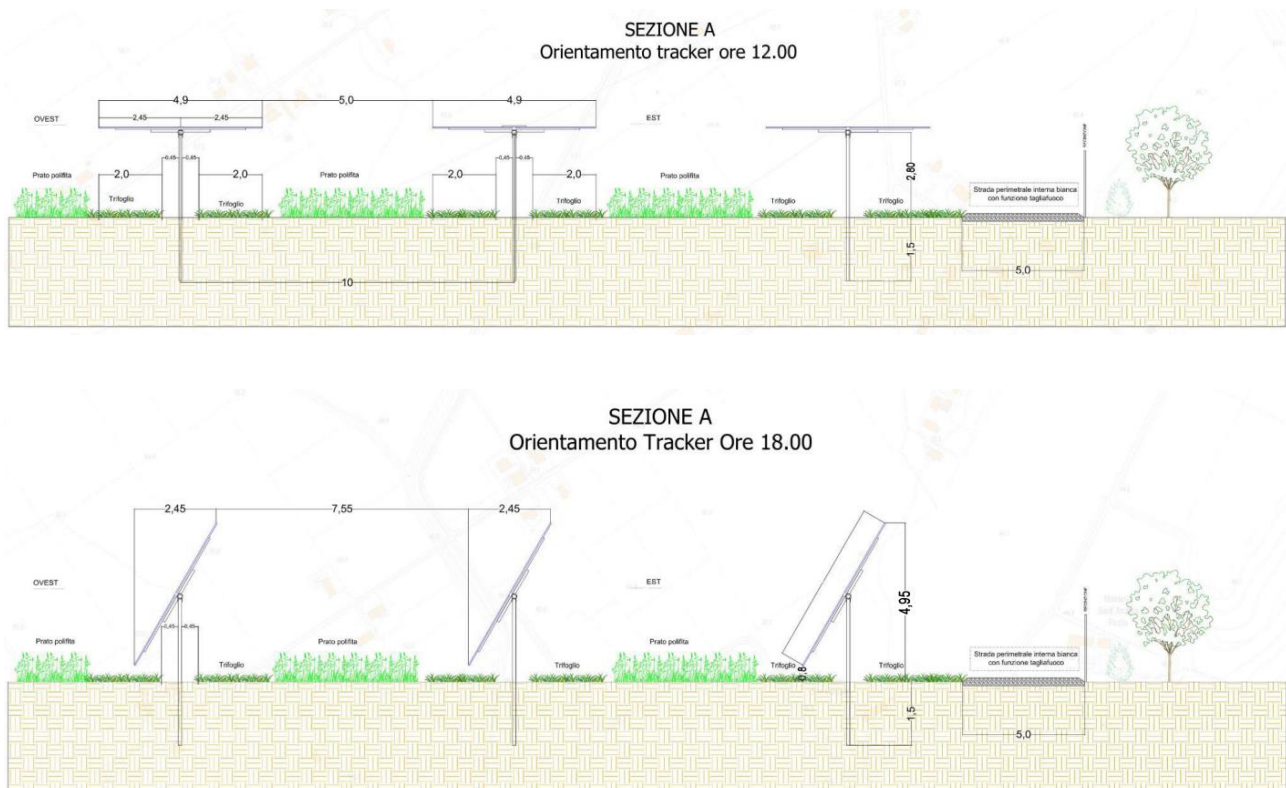 SEZIONE A
Orientamento tracker ore 12.00
4,9 5,0 4,9
OVEST 2,45 2,45 EST
0,45 0,45 0,45 0,45
Prato polifita 2,0 2,0 Prato polifita 2,0 2,0 Prato polifita 2,80
Trifoglio Trifoglio Trifoglio Trifoglio Trifoglio
Strada perimetrale interna bianca
con funzione tagliafuoco
1,5
10 5,0
SEZIONE A
Orientamento Tracker Ore 18.00
2,45 7,55 2,45
OVEST EST 4,95
0,45 0,45
Prato polifita Prato polifita Prato polifita
Trifoglio Trifoglio Trifoglio Trifoglio
0,8
Strada perimetrale interna bianca
con funzione tagliafuoco
1,5
5,0